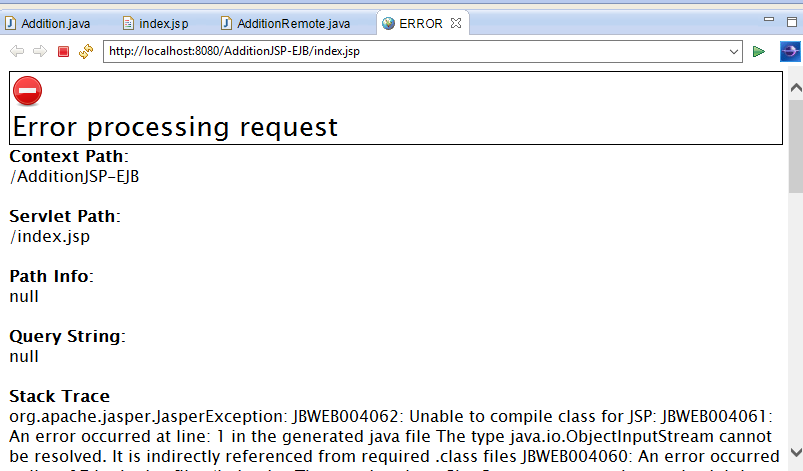 Addition.java index.jsp AdditionRemote.java ERROR
http://localhost:8080/AdditionJSP-EJB/index.jsp
Error processing request
Context Path:
/AdditionJSP-EJB
Servlet Path:
/index.jsp
Path Info:
null
Query String:
null
Stack Trace
org.apache.jasper.JasperException: JBWEB004062: Unable to compile class for JSP: JBWEB004061:
An error occurred at line: 1 in the generated java file The type java.io.ObjectInputStream cannot
be resolved. It is indirectly referenced from required .class files JBWEB004060: An error occurred